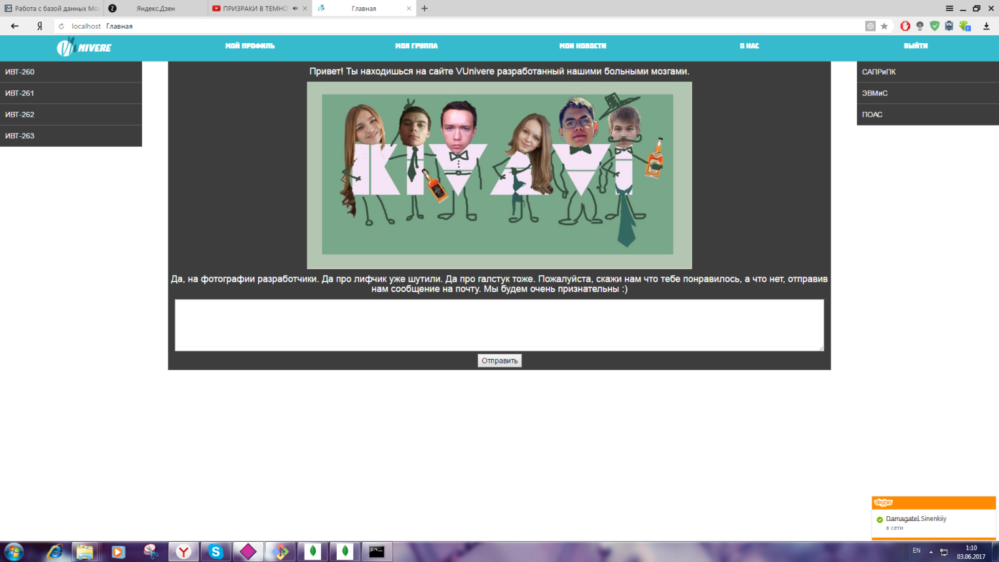 Работа с базой данных Mo
Яндекс.Дзен
ПРИЗРАКИ В ТЕМНО
Главная
localhost Главная
VUNIVERE
МОЙ ПРОФИЛЬ
МОЯ ГРУППА
МОИ НОВОСТИ
О НАС
ВЫЙТИ
ИВТ-260
ИВТ-261
ИВТ-262
ИВТ-263
Привет! Ты находишься на сайте VUnivere разработанный нашими больными мозгами.
KIVAVI
Да, на фотографии разработчики. Да про лифчик уже шутили. Да про галстук тоже. Пожалуйста, скажи нам что тебе понравилось, а что нет, отправив
нам сообщение на почту. Мы будем очень признательны :)
Отправить
САПРиПК
ЭВМиС
ПОАС
skype
Damagatel Sinenkiiy
в сети
EN
1:10
03.06.2017